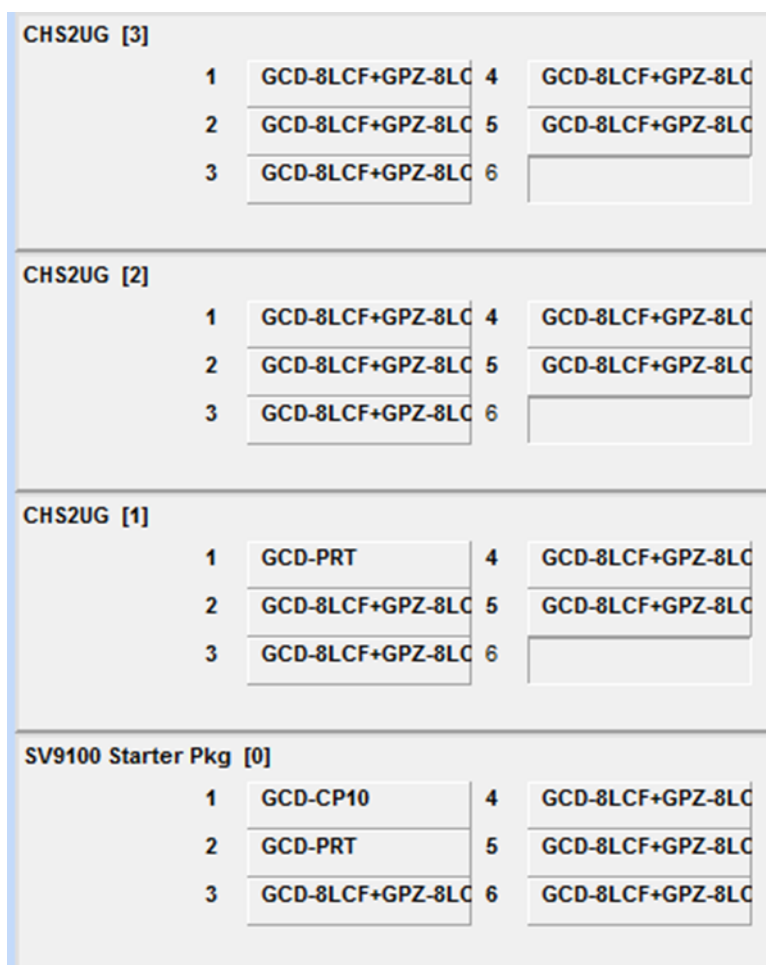 CHS2UG [3]
1 GCD-8LCF+GPZ-8LC 4 GCD-8LCF+GPZ-8LC
2 GCD-8LCF+GPZ-8LC 5 GCD-8LCF+GPZ-8LC
3 GCD-8LCF+GPZ-8LC 6
CHS2UG [2]
1 GCD-8LCF+GPZ-8LC 4 GCD-8LCF+GPZ-8LC
2 GCD-8LCF+GPZ-8LC 5 GCD-8LCF+GPZ-8LC
3 GCD-8LCF+GPZ-8LC 6
CHS2UG [1]
1 GCD-PRT 4 GCD-8LCF+GPZ-8LC
2 GCD-8LCF+GPZ-8LC 5 GCD-8LCF+GPZ-8LC
3 GCD-8LCF+GPZ-8LC 6
SV9100 Starter Pkg [0]
1 GCD-CP10 4 GCD-8LCF+GPZ-8LC
2 GCD-PRT 5 GCD-8LCF+GPZ-8LC
3 GCD-8LCF+GPZ-8LC 6 GCD-8LCF+GPZ-8LC